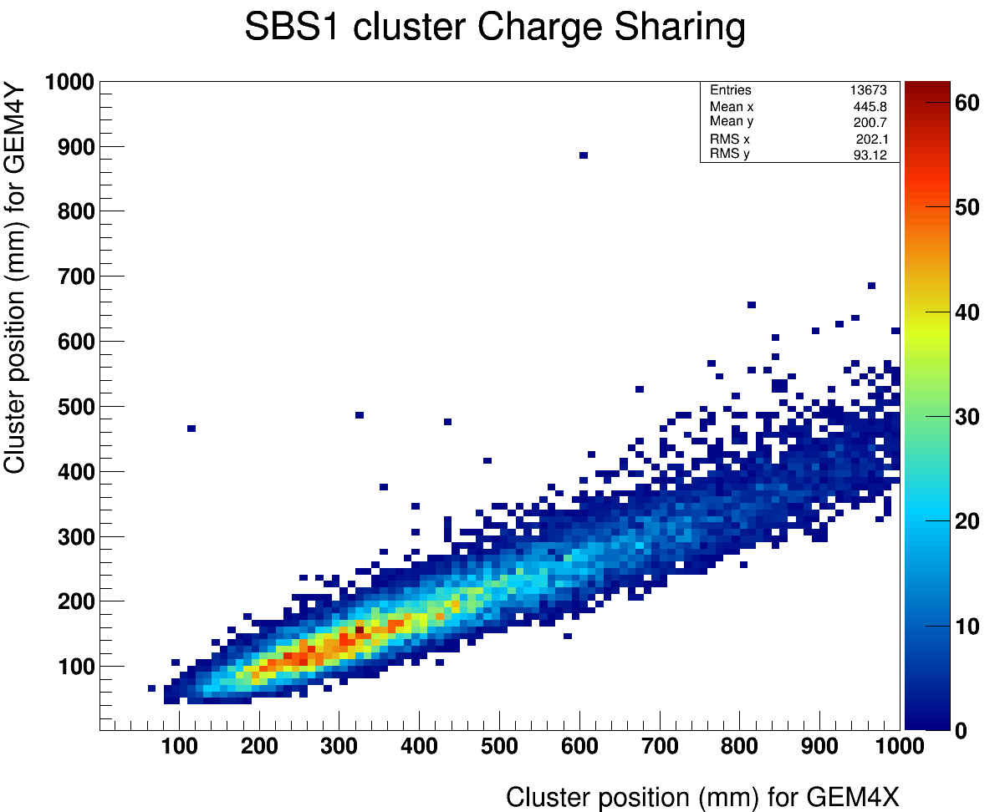 SBS1 cluster Charge Sharing
Cluster position (mm) for GEM4Y
1000
900
800
700
600
500
400
300
200
100
Entries 13673
Mean x 445.8
Mean y 200.7
RMS x 202.1
RMS y 93.12
60
50
40
30
20
10
0
100 200 300 400 500 600 700 800 900 1000
Cluster position (mm) for GEM4X